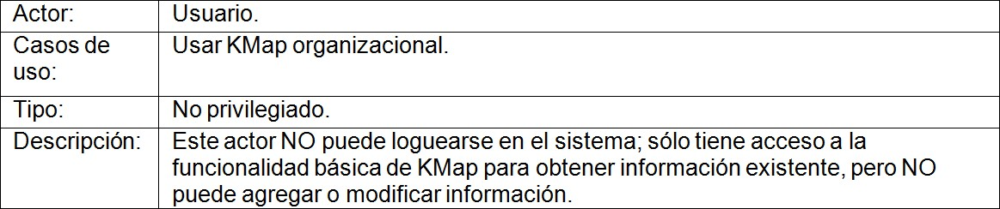 Actor: Usuario.
Casos de uso: Usar KMap organizacional.
Tipo: No privilegiado.
Descripción: Este actor NO puede loguearse en el sistema; sólo tiene acceso a la
funcionalidad básica de KMap para obtener información existente, pero NO
puede agregar o modificar información.